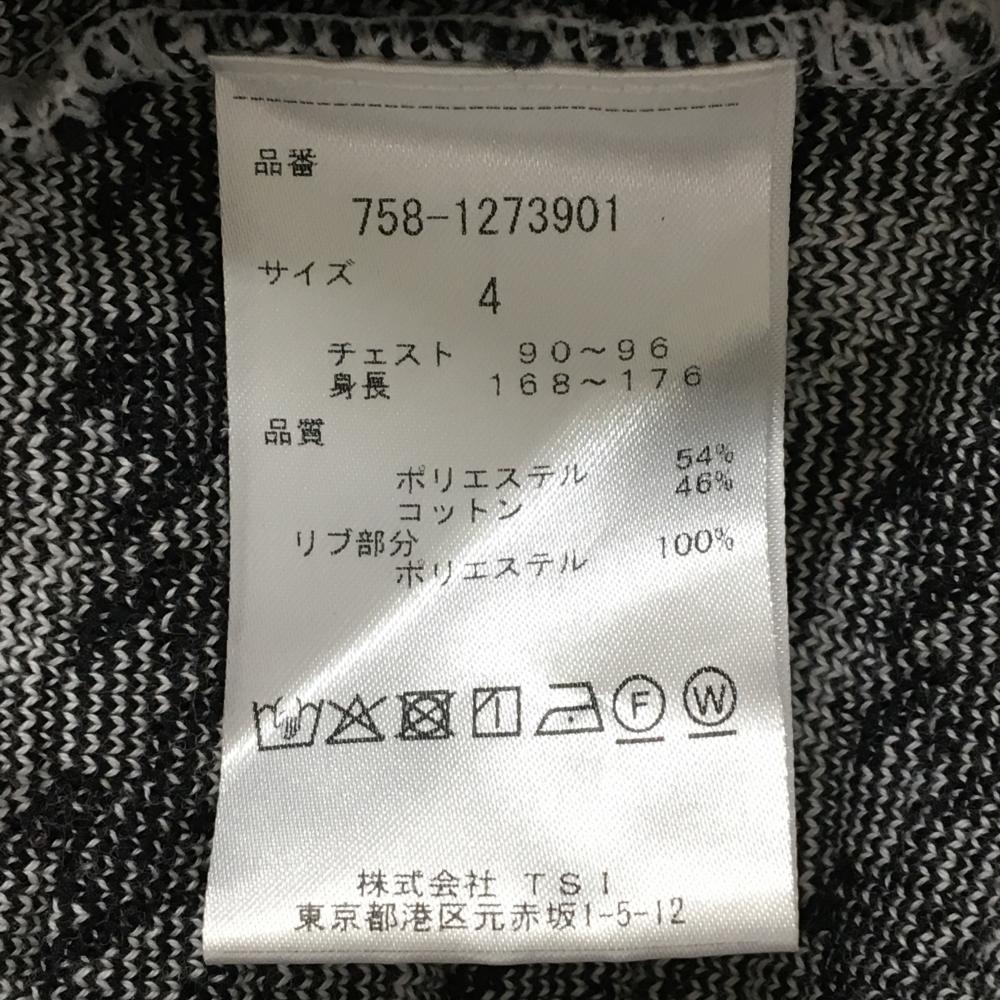 品番
758-1273901
サイズ
4
チェスト 90～96
身長 168～176
品質
ポリエステル 54%
コットン 46%
リブ部分
ポリエステル 100%
F W
株式会社 TSI
東京都港区元赤坂1-5-12